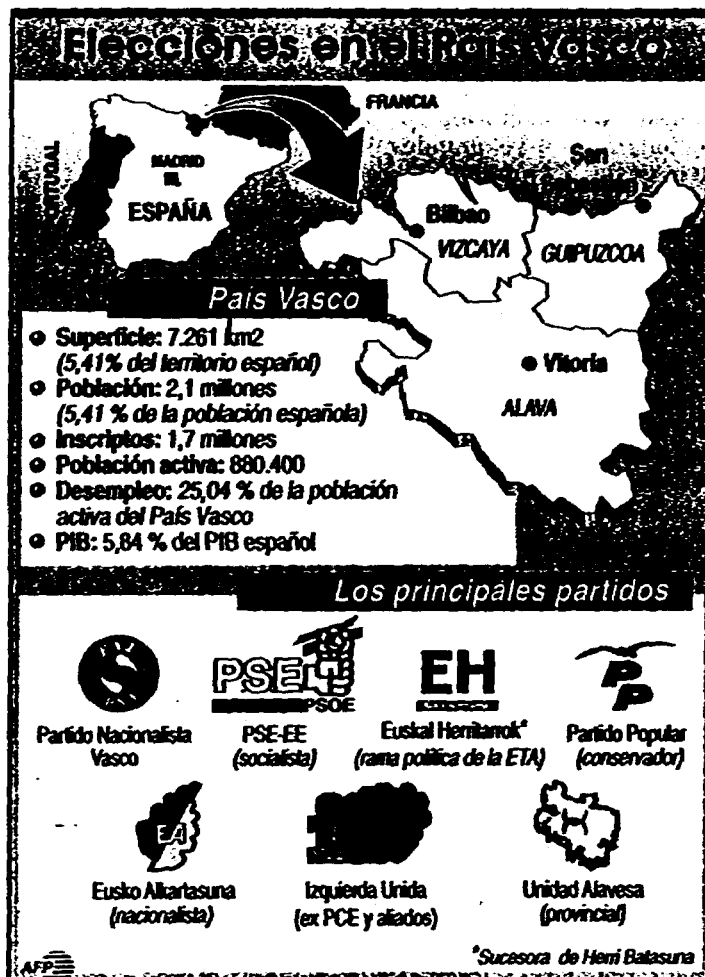 Elecciones en el País vasco
FRANCIA
PORTUGAL
MADRID
ESPAÑA
San Sebastián
Bilbao
VIZCAYA
GUIPUZCOA
Vitoria
ALAVA
País Vasco
Superficie: 7.261 km2
(5,41% del territorio español)
Población: 2,1 millones
(5,41 % de la población española)
Inscriptos: 1,7 millones
Población activa: 880.400
Desempleo: 25,04 % de la población
activa del País Vasco
PIB: 5,84 % del PIB español
Los principales partidos
PSE
PSOE
EH
PP
Partido Nacionalista
Vasco
PSE-EE
(socialista)
Euskal Herritarrok*
(rama política de la ETA)
Partido Popular
(conservador)
EA
Eusko Alkartasuna
(nacionalista)
Izquierda Unida
(ex PCE y aliados)
Unidad Alavesa
(provincial)
*Sucesora de Herri Batasuna
AFP